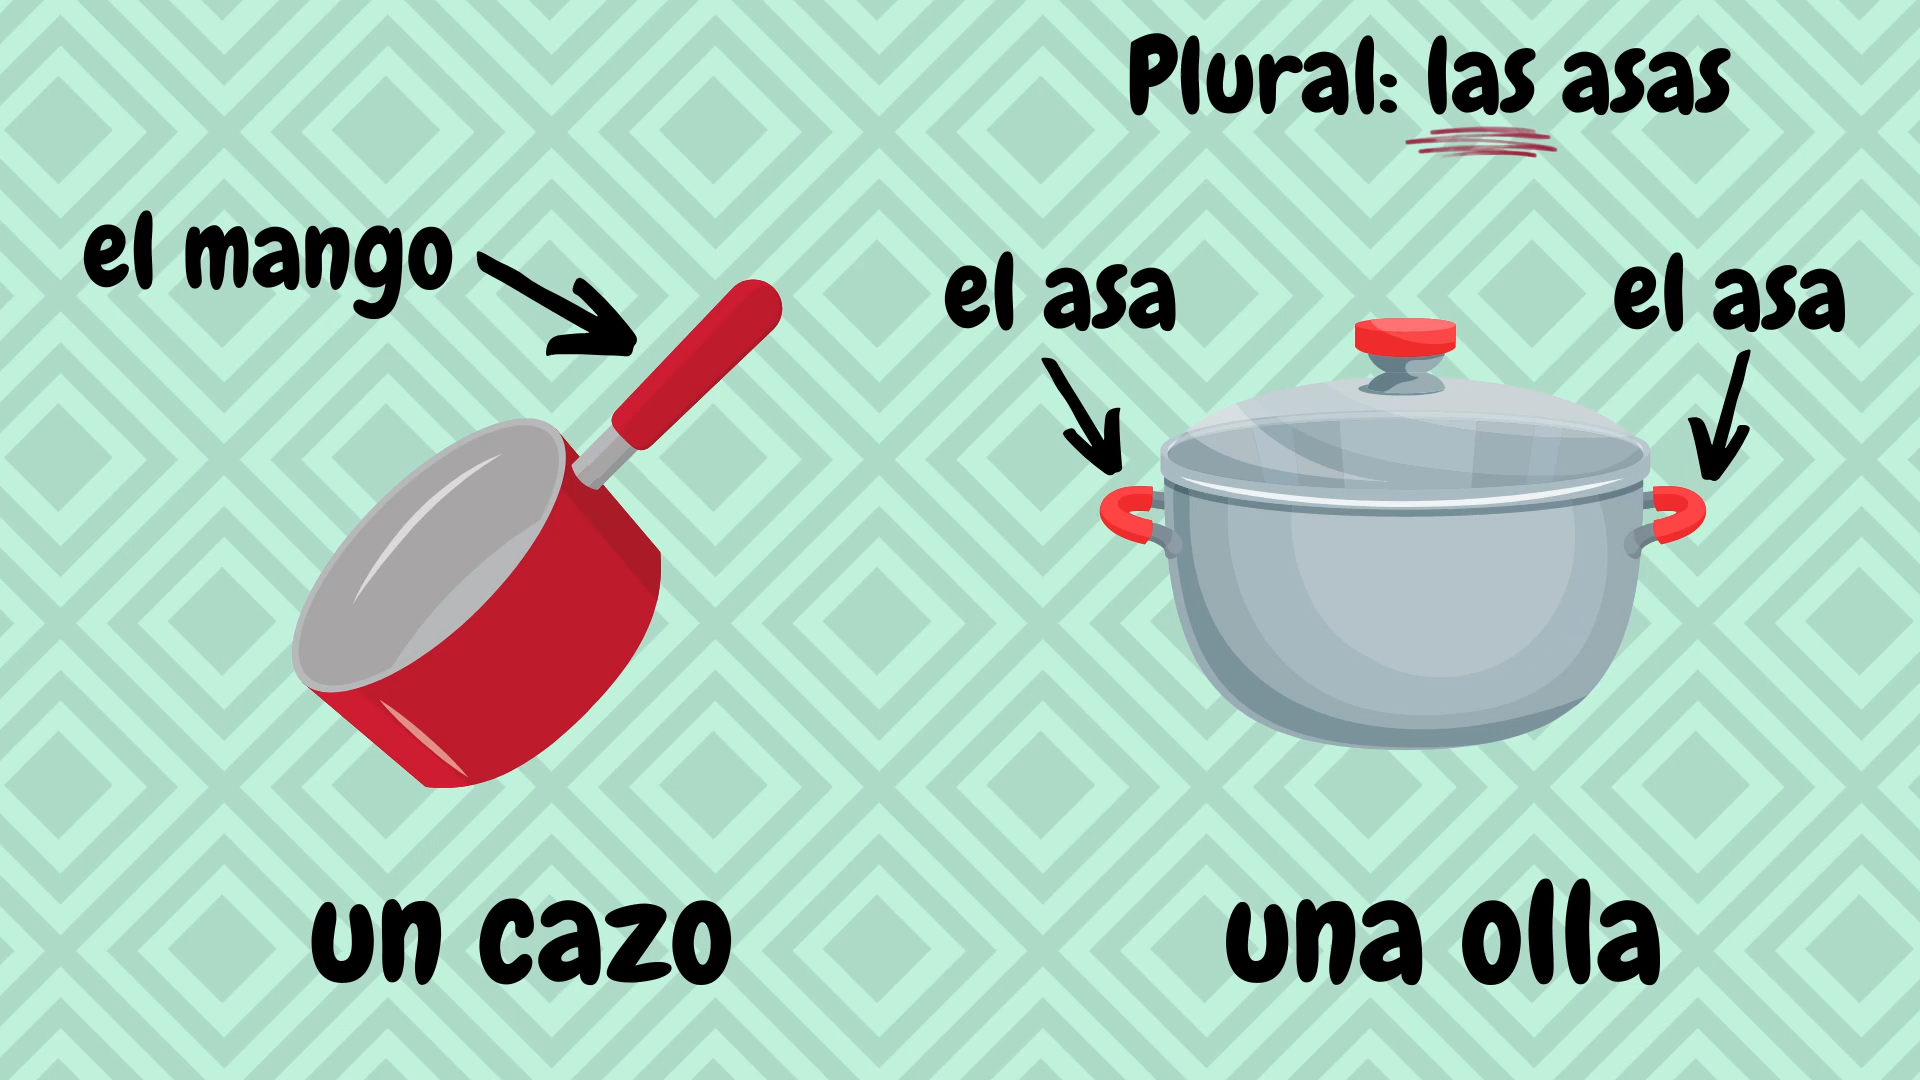 Plural: las asas
el mango
el asa
el asa
un cazo
una olla